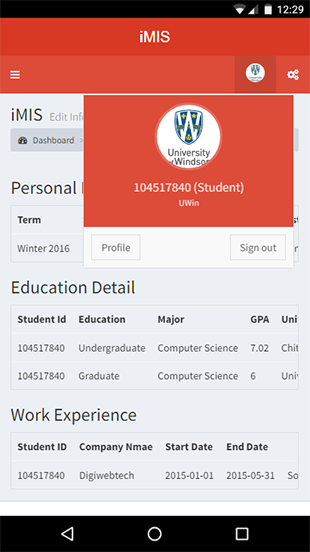 12:29
iMIS
iMIS Edit Info
Dashboard >
University
of Windsor
104517840 (Student)
UWin
Profile Sign out
Personal
Term
Winter 2016
Education Detail
Student Id Education Major GPA Uni
104517840 Undergraduate Computer Science 7.02 Chit
104517840 Graduate Computer Science 6 Univ
Work Experience
Student ID Company Nmae Start Date End Date
104517840 Digiwebtech 2015-01-01 2015-05-31 So